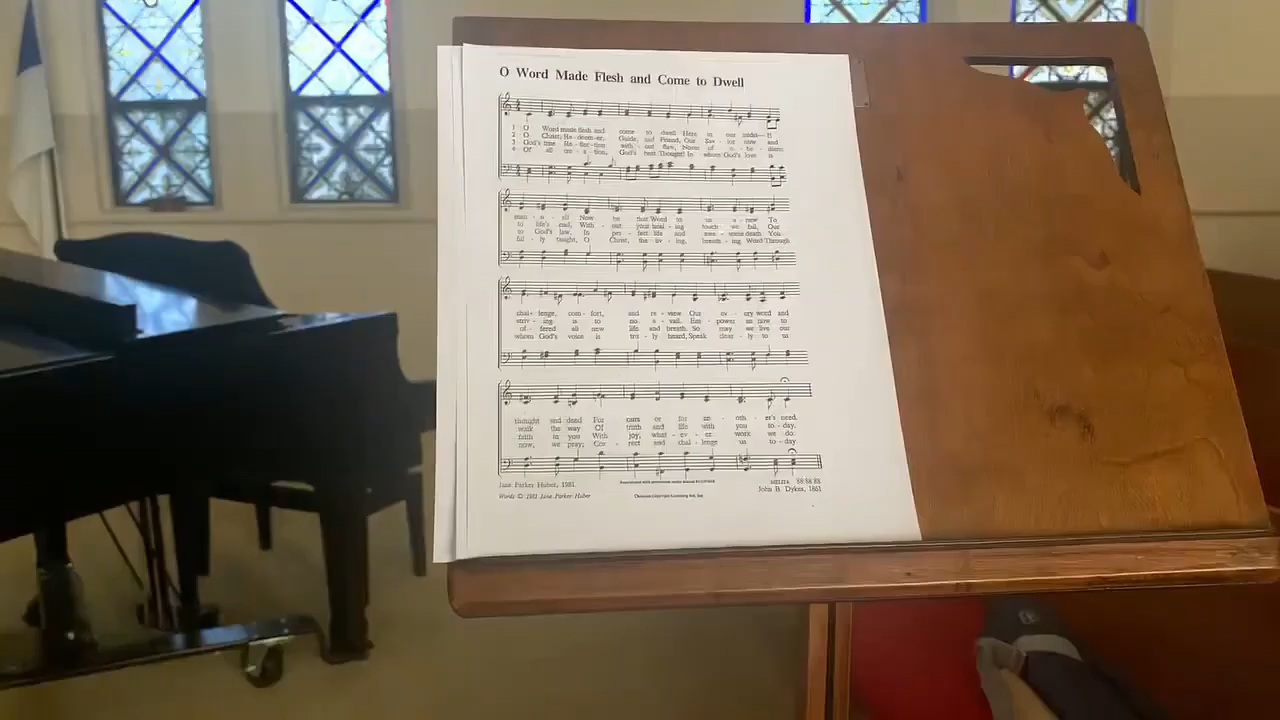 O Word Made Flesh and Come to Dwell
1 O Word made flesh and come to dwell Here in our midst— E
2 O Christ, Re - deem - er, Guide, and Friend, Our Sav - ior now and
3 God's true Re - flec - tion with - out flaw, None of
4 Of all cre - a - tion, God's best Thought! In whom God's love is
man - u - el! Now be that Word to us a - new To
to life's end, With - out your heal - ing touch we fall, Our
to God's law, In per - fect life and death You
ful - ly taught, O Christ, the liv - ing, breath - ing Word Through
chal - lenge, com - fort, and re - view Our ev - ery word and
striv - ing is to no a - vail. Em - power us now to
of - fered all new life and breath. So may we live our
whom God's voice is tru - ly heard, Speak clear - ly to us
thought and deed For ours or for an - oth - er's need.
walk the way Of truth and life with you to - day.
faith in you With joy, what - ev - er work we do.
now, we pray; Cor - rect and chal - lenge us to - day
Jane Parker Huber, 1981
MELITA 88 88 88
Words © 1981 Jane Parker Huber
John B. Dykes, 1861